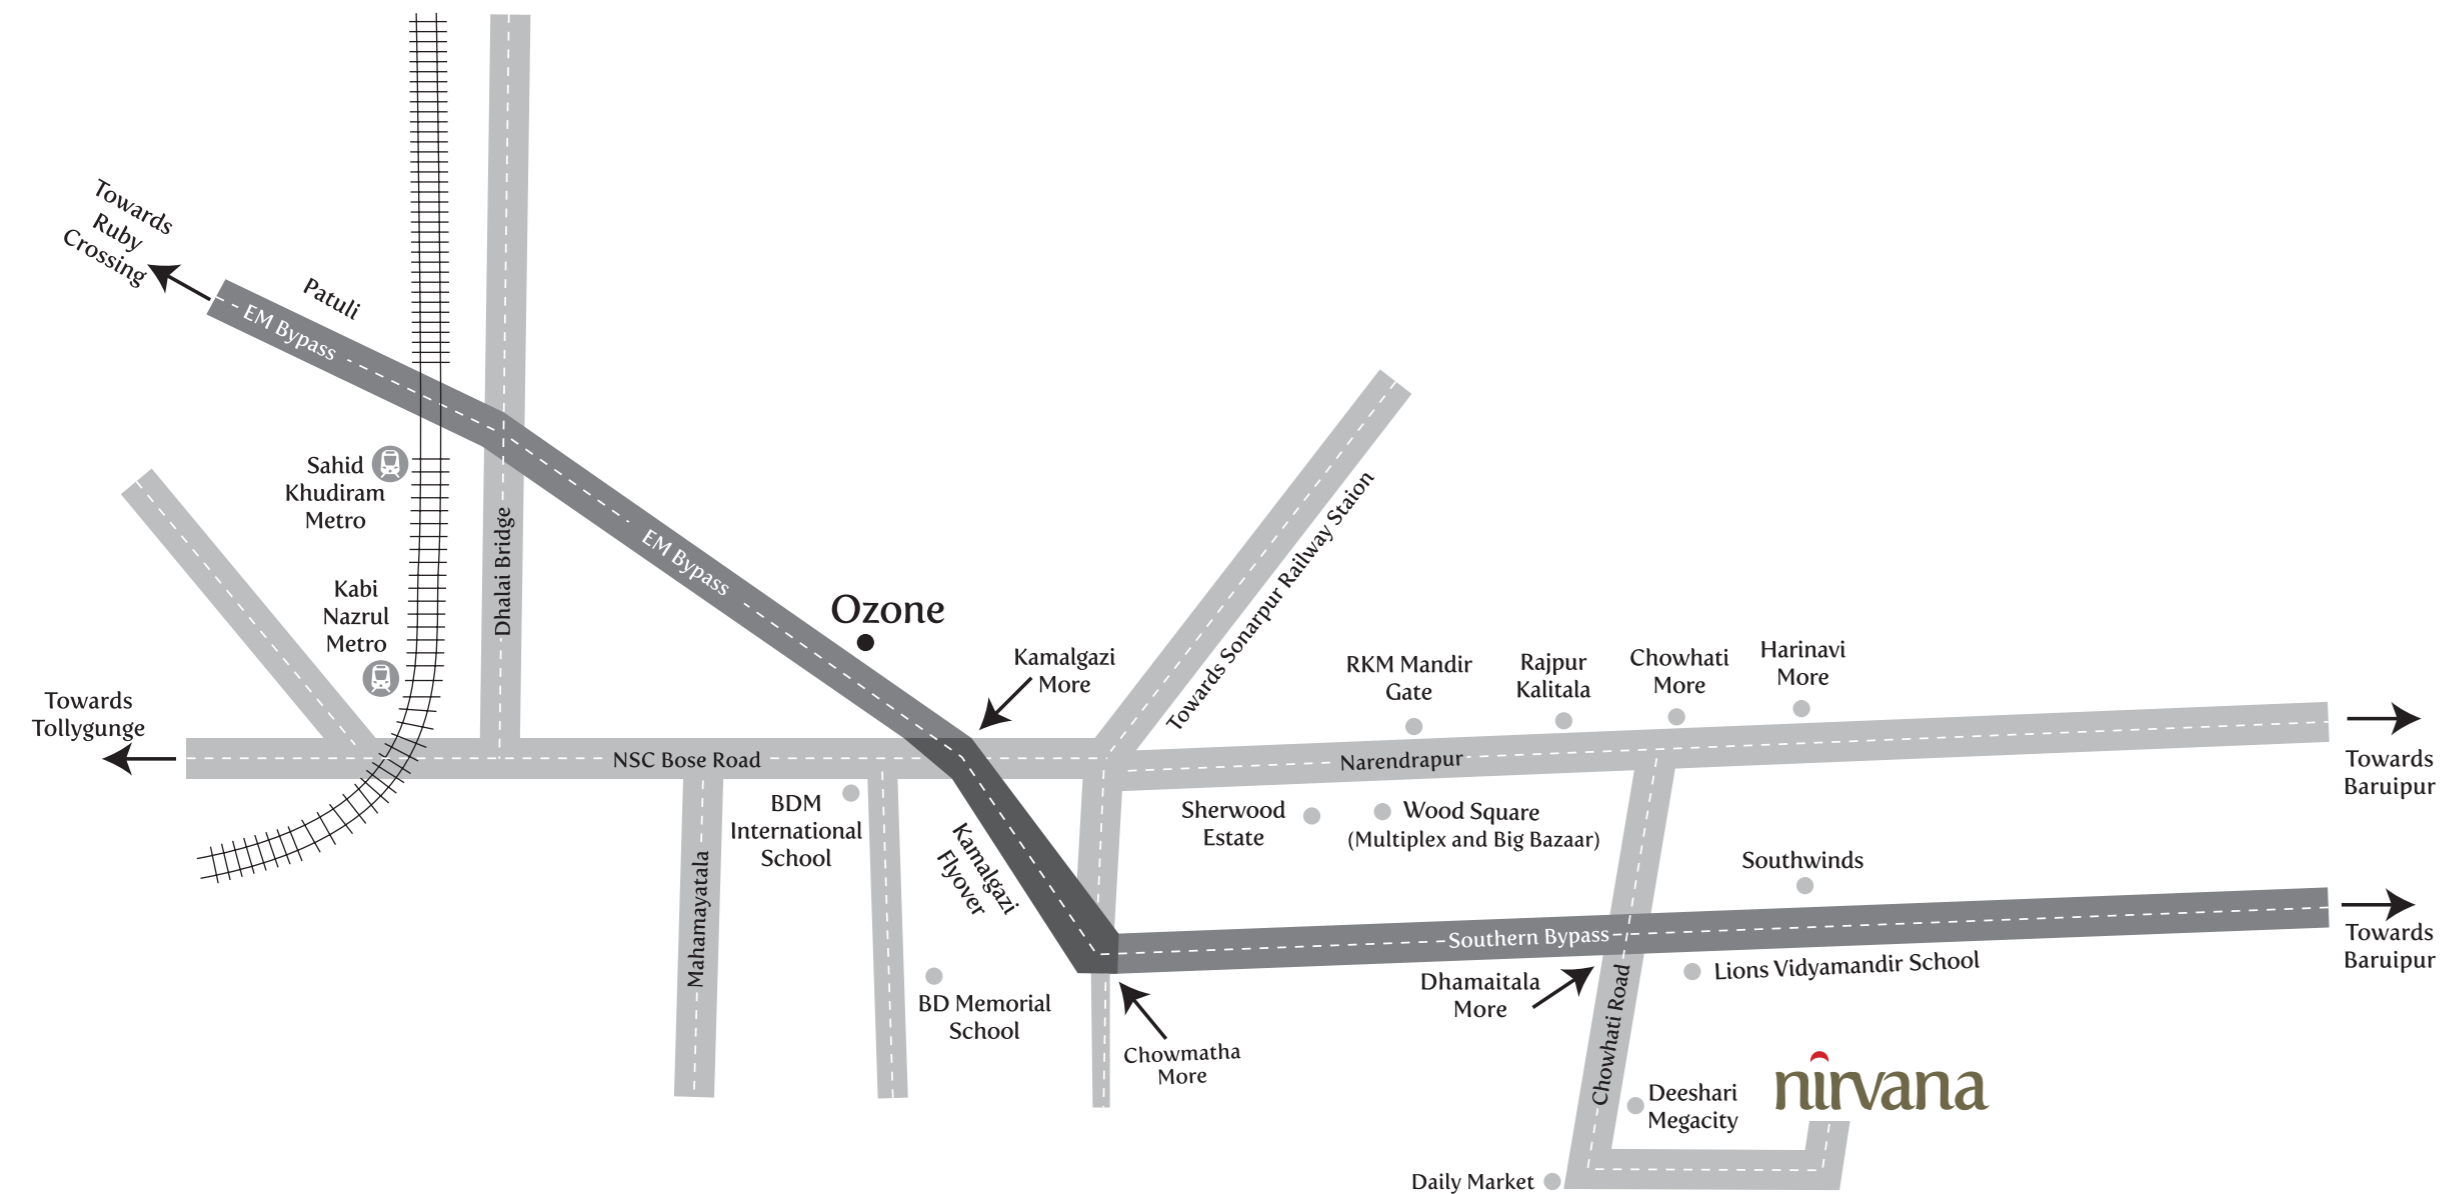 Towards
Ruby
Crossing
Patuli
EM Bypass
Sahid
Khudiram
Metro
Kabi
Nazrul
Metro
Towards
Tollygunge
Dhalai Bridge
EM Bypass
Ozone
Kamalgazi
More
Towards Sonarpur Railway Staion
RKM Mandir
Gate
Rajpur
Kalitala
Chowhati
More
Harinavi
More
NSC Bose Road
Narendrapur
Towards
Baruipur
BDM
International
School
Mahamayatala
Kamalgazi
Flyover
Sherwood
Estate
Wood Square
(Multiplex and Big Bazaar)
Southwinds
Southern Bypass
Towards
Baruipur
BD Memorial
School
Chowmatha
More
Dhamaitala
More
Lions Vidyamandir School
Chowhati Road
Deeshari
Megacity
nirvana
Daily Market